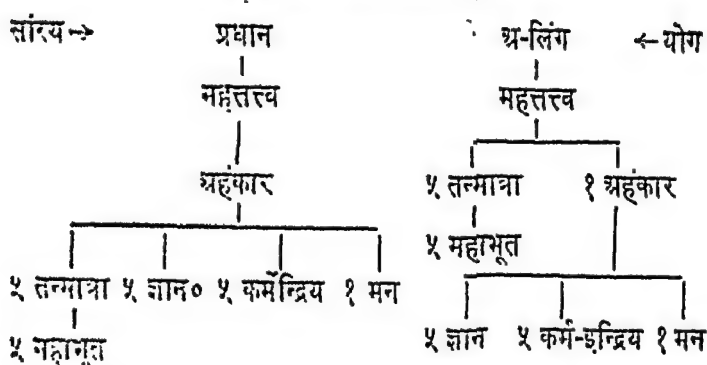 सांख्य→ प्रधान अ-लिंग ←योग
महत्तत्त्व महत्तत्त्व
अहंकार ५ तन्मात्रा १ अहंकार
५ महाभूत
५ तन्मात्रा ५ ज्ञान० ५ कर्मेन्द्रिय १ मन
५ महाभूत ५ ज्ञान ५ कर्म-इन्द्रिय १ मन